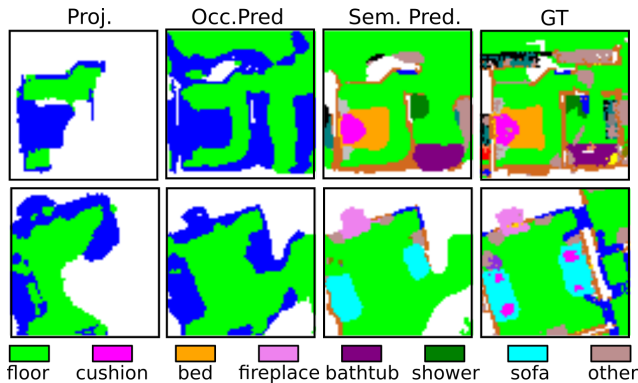 Proj. Occ.Pred Sem. Pred. GT
floor cushion bed fireplace bathtub shower sofa other